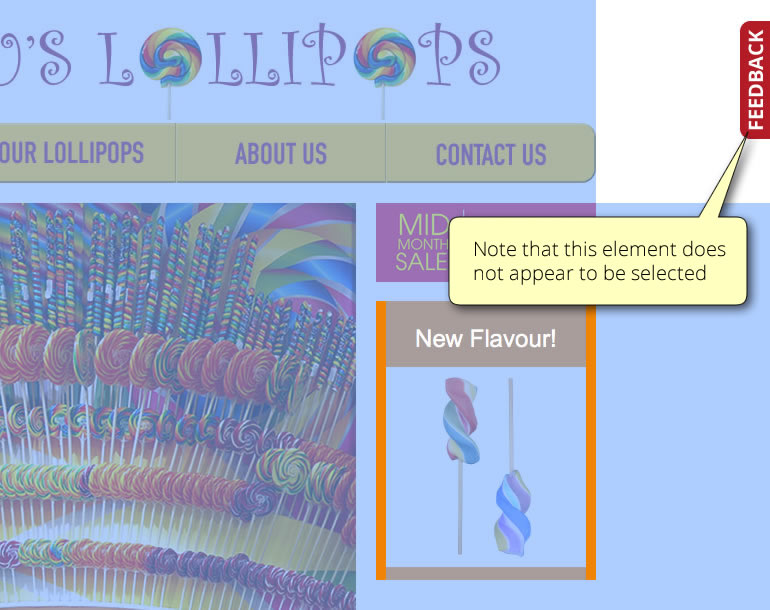 'S LOLLIPOPS
FEEDBACK
OUR LOLLIPOPS
ABOUT US
CONTACT US
MID
MONTH
SALE
Note that this element does
not appear to be selected
New Flavour!